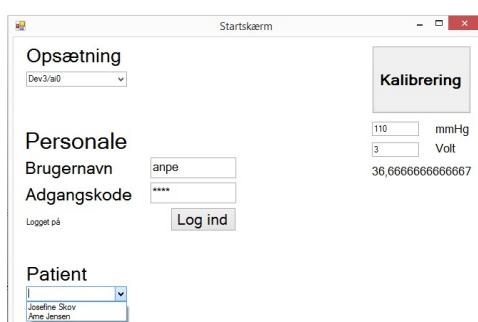 Startskærm
Opsætning
Dev3/ai0
Kalibrering
110 mmHg
3 Volt
36,6666666666667
Personale
Brugernavn anpe
Adgangskode ****
Logget på Log ind
Patient
Josefine Skov
Arne Jensen